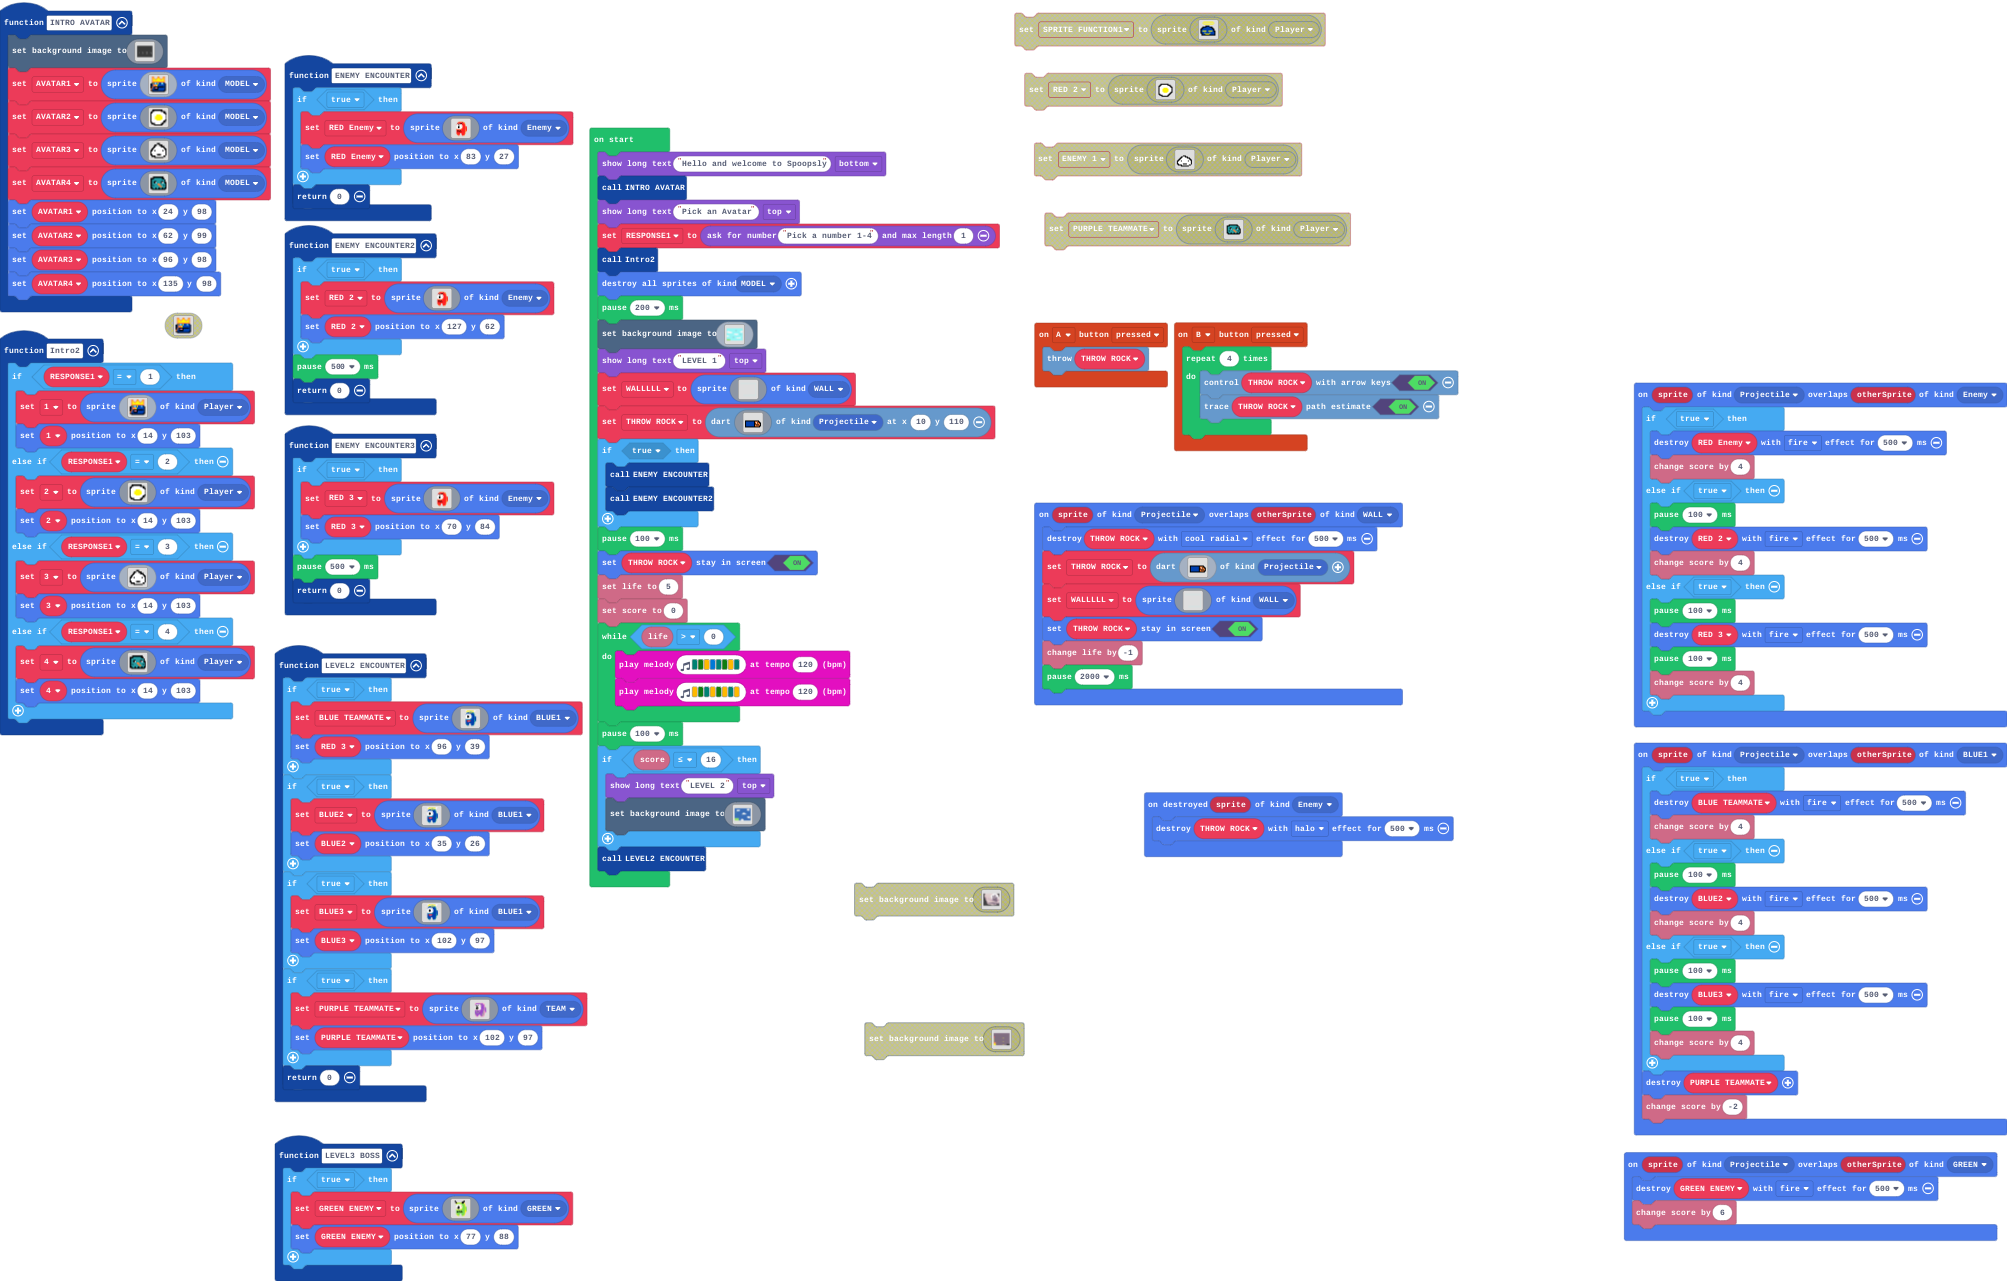 function INTRO AVATAR
set background image to
set AVATAR1 to sprite of kind MODEL
set AVATAR2 to sprite of kind MODEL
set AVATAR3 to sprite of kind MODEL
set AVATAR4 to sprite of kind MODEL
set AVATAR1 position to x 24 y 98
set AVATAR2 position to x 62 y 99
set AVATAR3 position to x 96 y 98
set AVATAR4 position to x 135 y 98
function Intro2
if RESPONSE1 = 1 then
set 1 to sprite of kind Player
set 1 position to x 14 y 103
else if RESPONSE1 = 2 then
set 2 to sprite of kind Player
set 2 position to x 14 y 103
else if RESPONSE1 = 3 then
set 3 to sprite of kind Player
set 3 position to x 14 y 103
else if RESPONSE1 = 4 then
set 4 to sprite of kind Player
set 4 position to x 14 y 103
function ENEMY ENCOUNTER
if true then
set RED Enemy to sprite of kind Enemy
set RED Enemy position to x 83 y 27
return 0
function ENEMY ENCOUNTER2
if true then
set RED 2 to sprite of kind Enemy
set RED 2 position to x 127 y 62
pause 500 ms
return 0
function ENEMY ENCOUNTER3
if true then
set RED 3 to sprite of kind Enemy
set RED 3 position to x 70 y 84
pause 500 ms
return 0
function LEVEL2 ENCOUNTER
if true then
set BLUE TEAMMATE to sprite of kind BLUE1
set RED 3 position to x 96 y 39
if true then
set BLUE2 to sprite of kind BLUE1
set BLUE2 position to x 35 y 26
if true then
set BLUE3 to sprite of kind BLUE1
set BLUE3 position to x 102 y 97
if true then
set PURPLE TEAMMATE to sprite of kind TEAM
set PURPLE TEAMMATE position to x 102 y 97
return 0
function LEVEL3 BOSS
if true then
set GREEN ENEMY to sprite of kind GREEN
set GREEN ENEMY position to x 77 y 88
on start
show long text "Hello and welcome to Spoopsly" bottom
call INTRO AVATAR
show long text "Pick an Avatar" top
set RESPONSE1 to ask for number "Pick a number 1-4" and max length 1
call Intro2
destroy all sprites of kind MODEL
pause 200 ms
set background image to
show long text "LEVEL 1" top
set WALLLLL to sprite of kind WALL
set THROW ROCK to dart of kind Projectile at x 10 y 110
if true then
call ENEMY ENCOUNTER
call ENEMY ENCOUNTER2
pause 100 ms
set THROW ROCK stay in screen ON
set life to 5
set score to 0
while life > 0
do play melody at tempo 120 (bpm)
play melody at tempo 120 (bpm)
pause 100 ms
if score ≤ 16 then
show long text "LEVEL 2" top
set background image to
call LEVEL2 ENCOUNTER
set background image to
set background image to
set SPRITE FUNCTION1 to sprite of kind Player
set RED 2 to sprite of kind Player
set ENEMY 1 to sprite of kind Player
set PURPLE TEAMMATE to sprite of kind Player
on A button pressed
throw THROW ROCK
on B button pressed
repeat 4 times
do control THROW ROCK with arrow keys ON
trace THROW ROCK path estimate ON
on sprite of kind Projectile overlaps otherSprite of kind WALL
destroy THROW ROCK with cool radial effect for 500 ms
set THROW ROCK to dart of kind Projectile
set WALLLLL to sprite of kind WALL
set THROW ROCK stay in screen ON
change life by -1
pause 2000 ms
on destroyed sprite of kind Enemy
destroy THROW ROCK with halo effect for 500 ms
on sprite of kind Projectile overlaps otherSprite of kind Enemy
if true then
destroy RED Enemy with fire effect for 500 ms
change score by 4
else if true then
pause 100 ms
destroy RED 2 with fire effect for 500 ms
change score by 4
else if true then
pause 100 ms
destroy RED 3 with fire effect for 500 ms
pause 100 ms
change score by 4
on sprite of kind Projectile overlaps otherSprite of kind BLUE1
if true then
destroy BLUE TEAMMATE with fire effect for 500 ms
change score by 4
else if true then
pause 100 ms
destroy BLUE2 with fire effect for 500 ms
change score by 4
else if true then
pause 100 ms
destroy BLUE3 with fire effect for 500 ms
pause 100 ms
change score by 4
destroy PURPLE TEAMMATE
change score by -2
on sprite of kind Projectile overlaps otherSprite of kind GREEN
destroy GREEN ENEMY with fire effect for 500 ms
change score by 6